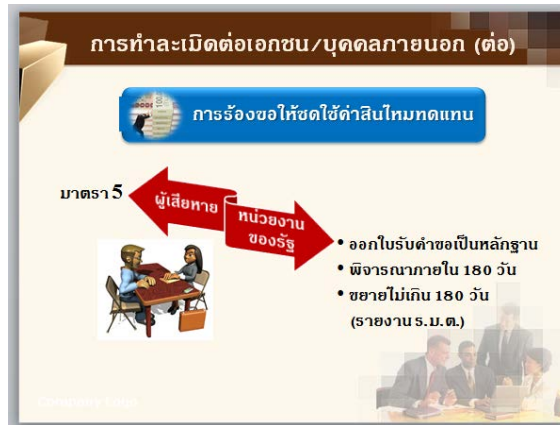 การทำละเมิดต่อเอกชน/บุคคลภายนอก (ต่อ)
การร้องขอให้ชดใช้ค่าสินไหมทดแทน
มาตรา 5
ผู้เสียหาย
หน่วยงาน
ของรัฐ
• ออกใบรับคำขอเป็นหลักฐาน
• พิจารณาภายใน 180 วัน
• ขยายไม่เกิน 180 วัน
(รายงาน ร.ม.ต.)
Company Logo